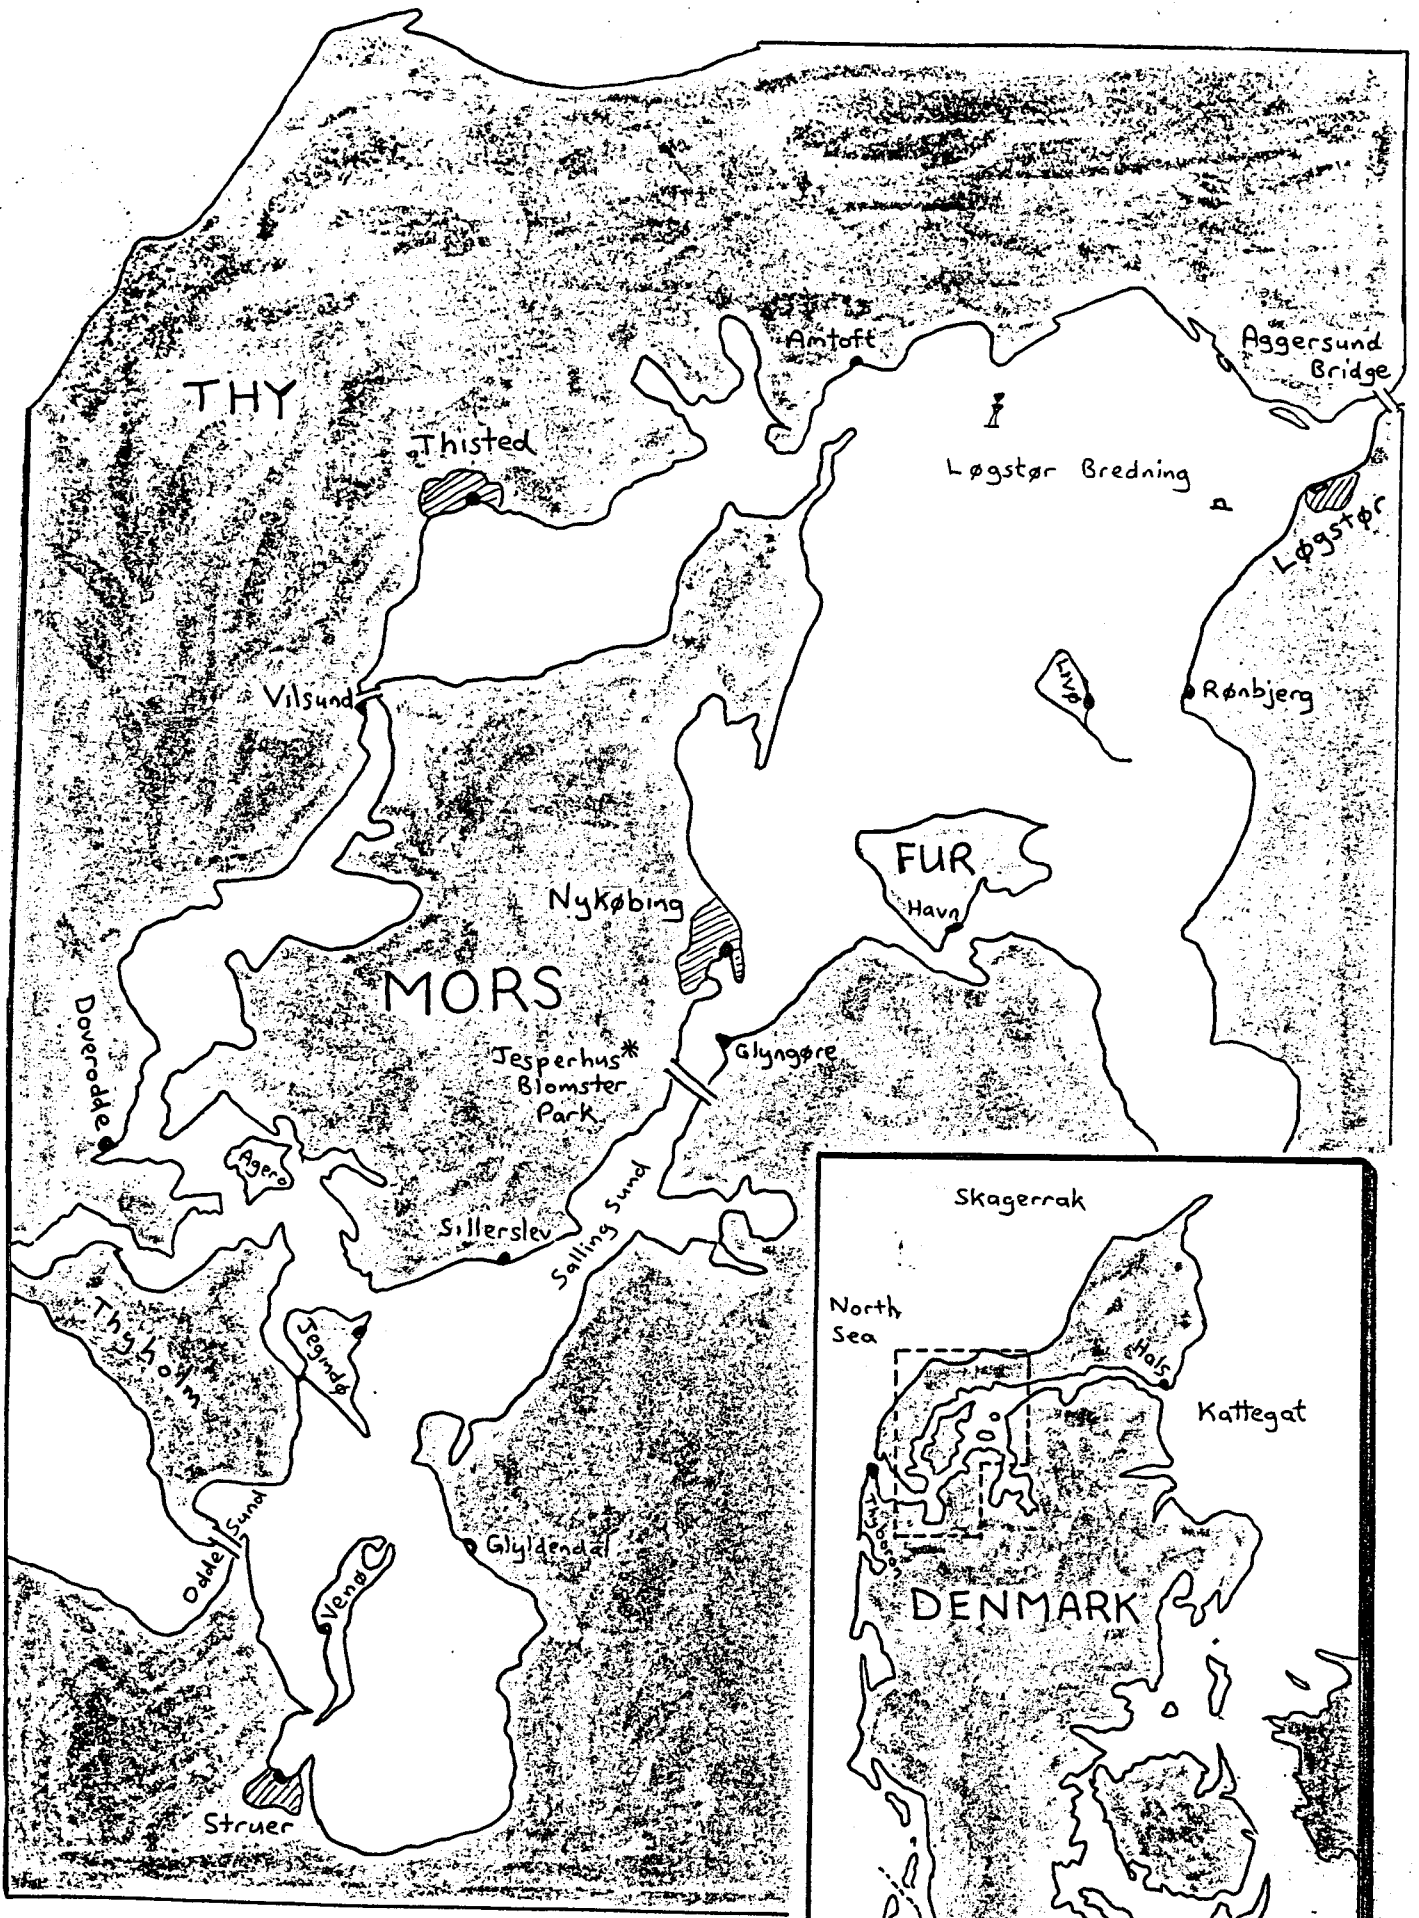 Amtoft
Aggersund
Bridge
THY
Thisted
Løgstør Bredning
Løgstør
Vilsund
Livø
Rønbjerg
FUR
Havn
Nykøbing
MORS
Doverodde
Jesperhus*
Blomster
Park
Glyngøre
Agerø
Sillerslev
Salling Sund
Thyholm
Jegindø
Odde Sund
Venø
Glyldendal
Struer
Skagerrak
North
Sea
Hals
Kattegat
Thyborøn
DENMARK